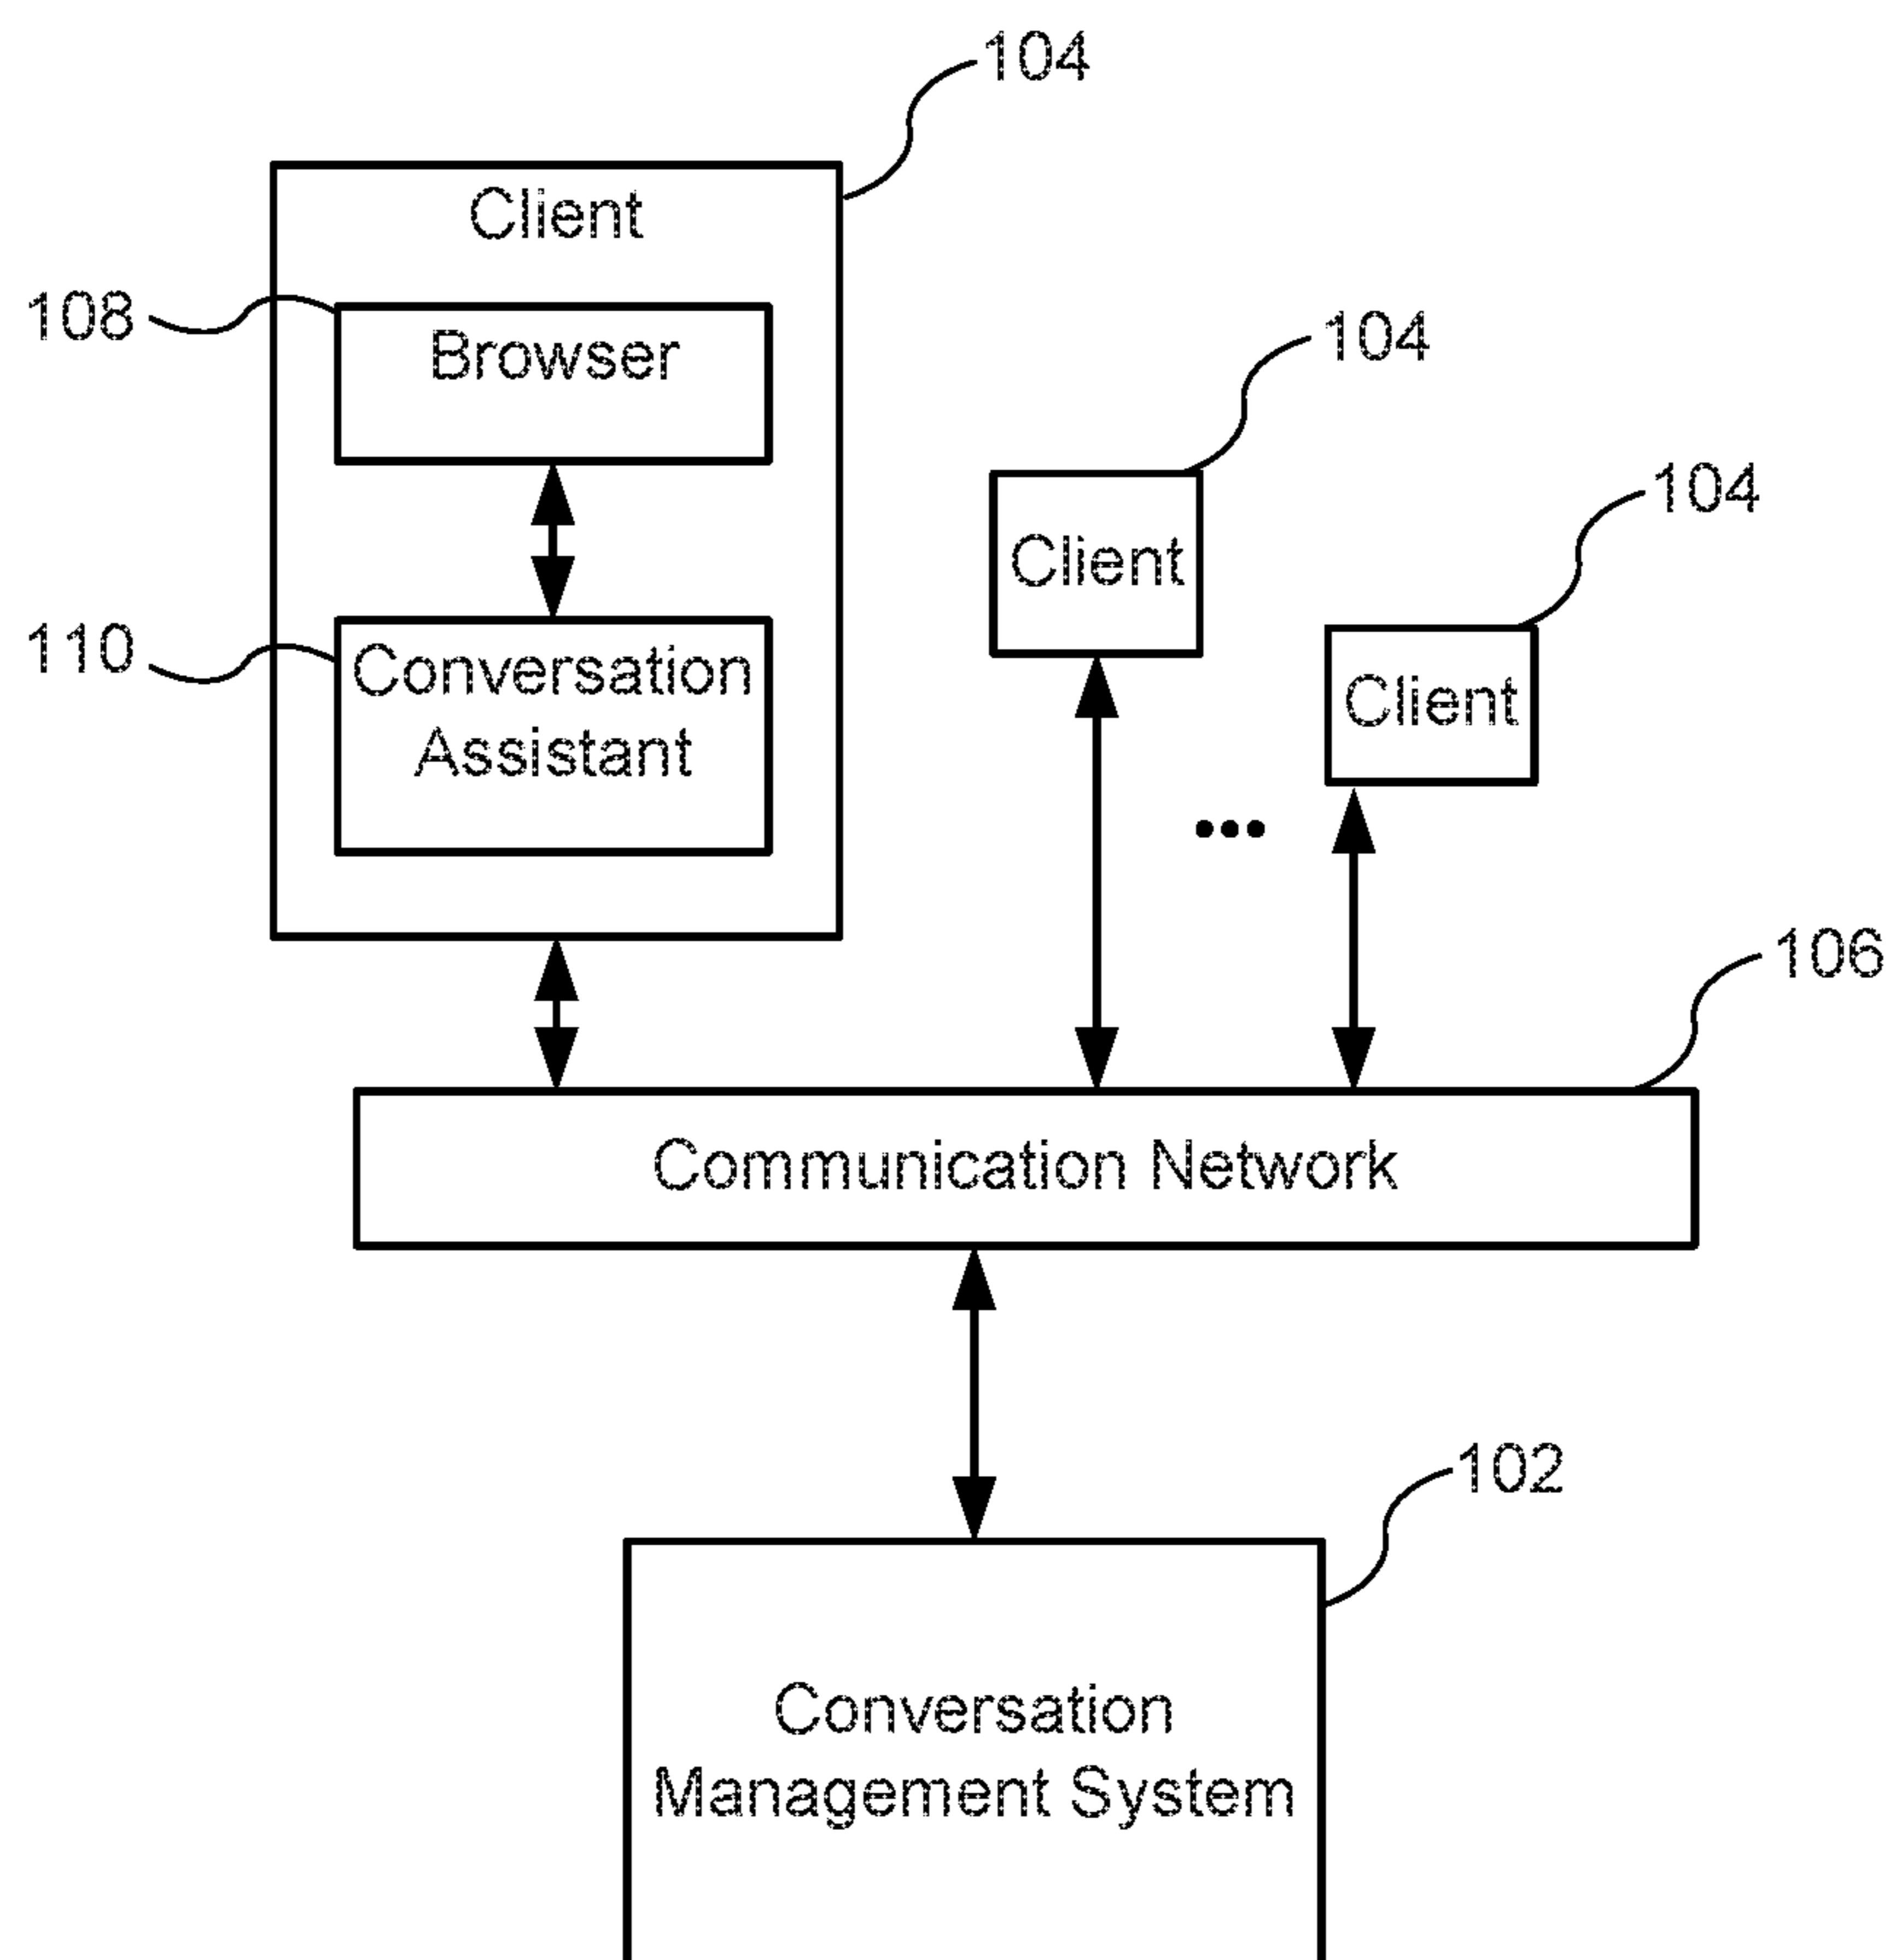 104
Client
108
Browser
104
104
Client
110
Conversation
Assistant
Client
106
Communication Network
102
Conversation
Management System